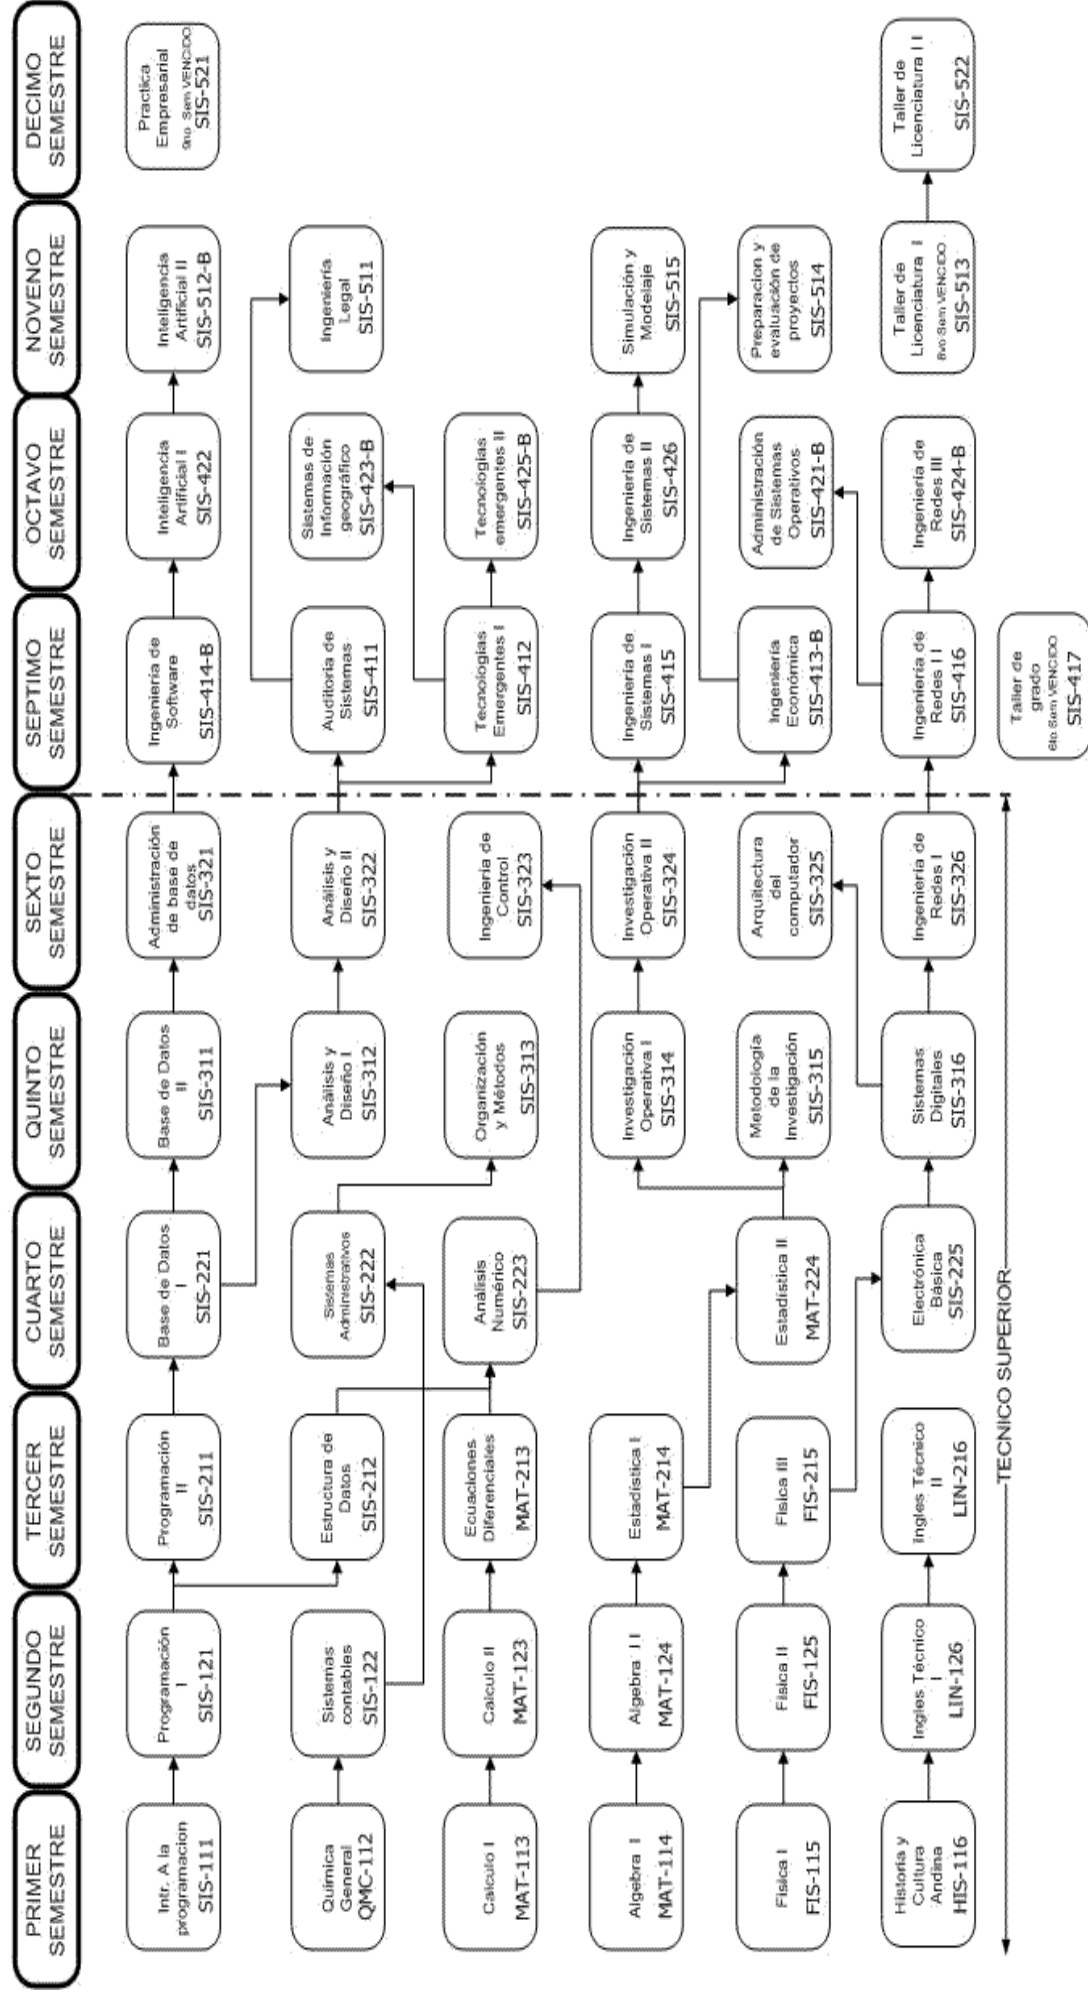 PRIMER
SEMESTRE
SEGUNDO
SEMESTRE
TERCER
SEMESTRE
CUARTO
SEMESTRE
QUINTO
SEMESTRE
SEXTO
SEMESTRE
SEPTIMO
SEMESTRE
OCTAVO
SEMESTRE
NOVENO
SEMESTRE
DECIMO
SEMESTRE
Intr. A la
programacion
SIS-111
Programación
I
SIS-121
Programación
II
SIS-211
Base de Datos
I
SIS-221
Base de Datos
II
SIS-311
Administración
de base de
datos
SIS-321
Ingeniería de
Software
SIS-414-B
Inteligencia
Artificial I
SIS-422
Inteligencia
Artificial II
SIS-512-B
Practica
Empresarial
9no Sem VENCIDO
SIS-521
Química
General
QMC-112
Sistemas
contables
SIS-122
Estructura de
Datos
SIS-212
Sistemas
Administrativos
SIS-222
Análisis y
Diseño I
SIS-312
Análisis y
Diseño II
SIS-322
Auditoria de
Sistemas
SIS-411
Sistemas de
Información
geográfico
SIS-423-B
Ingeniería
Legal
SIS-511
Calculo I
MAT-113
Calculo II
MAT-123
Ecuaciones
Diferenciales
MAT-213
Análisis
Numérico
SIS-223
Organización
y Métodos
SIS-313
Ingeniería de
Control
SIS-323
Tecnologías
Emergentes I
SIS-412
Tecnologías
emergentes II
SIS-425-B
Algebra I
MAT-114
Algebra II
MAT-124
Estadística I
MAT-214
Investigación
Operativa I
SIS-314
Investigación
Operativa II
SIS-324
Ingeniería de
Sistemas I
SIS-415
Ingeniería de
Sistemas II
SIS-426
Simulación y
Modelaje
SIS-515
Física I
FIS-115
Física II
FIS-125
Física III
FIS-215
Estadística II
MAT-224
Metodología
de la
Investigación
SIS-315
Arquitectura
del
computador
SIS-325
Ingeniería
Económica
SIS-413-B
Administración
de Sistemas
Operativos
SIS-421-B
Preparacion y
evaluación de
proyectos
SIS-514
Historia y
Cultura
Andina
HIS-116
Ingles Técnico
I
LIN-126
Ingles Técnico
II
LIN-216
Electrónica
Básica
SIS-225
Sistemas
Digitales
SIS-316
Ingeniería de
Redes I
SIS-326
Ingeniería de
Redes II
SIS-416
Ingeniería de
Redes III
SIS-424-B
Taller de
Licenciatura I
8vo Sem VENCIDO
SIS-513
Taller de
Licenciatura II
SIS-522
TECNICO SUPERIOR
Taller de
grado
6to Sem VENCIDO
SIS-417